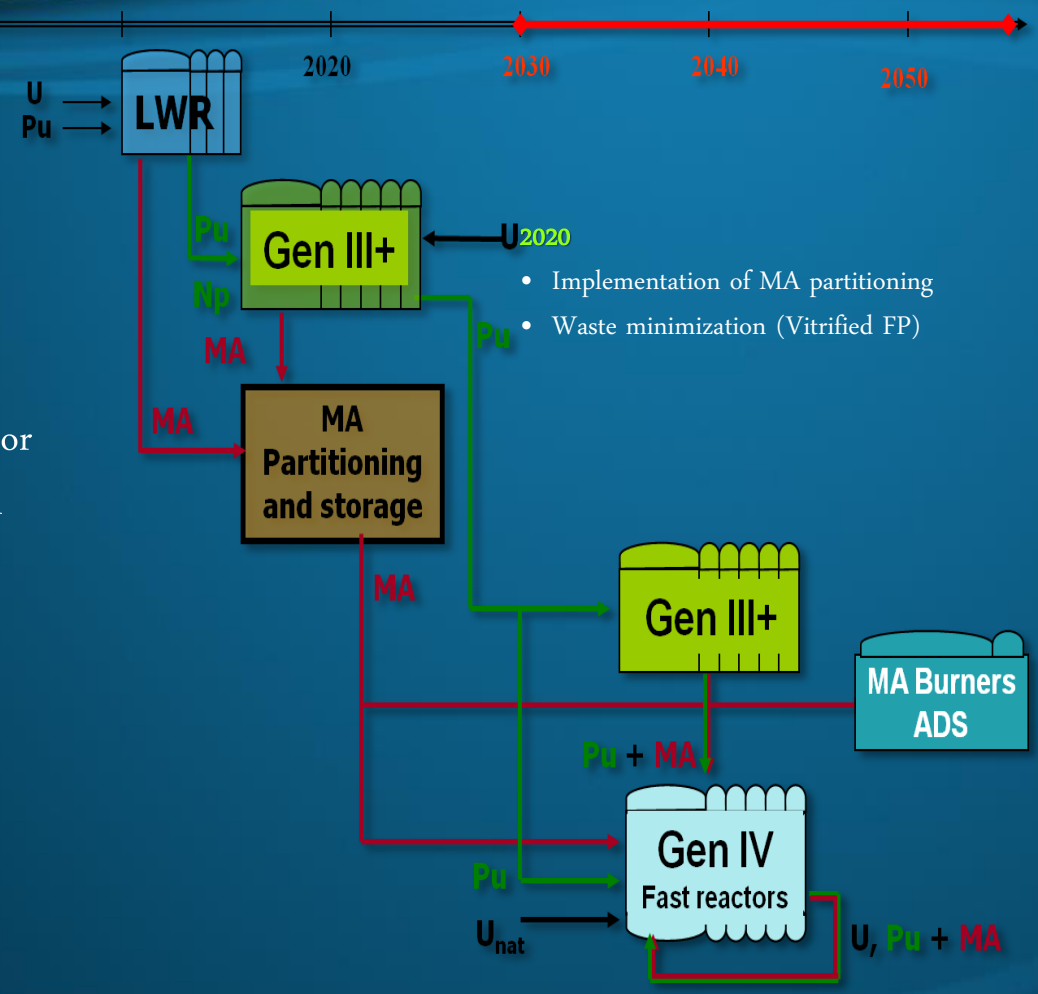 2020
2030
2040
2050
U
Pu
LWR
Pu
Gen III+
Np
U 2020
• Implementation of MA partitioning
• Waste minimization (Vitrified FP)
Pu
MA
MA
MA
Partitioning
and storage
or
MA
Gen III+
MA Burners
ADS
Pu + MA
Gen IV
Fast reactors
Pu
Unat
U, Pu + MA